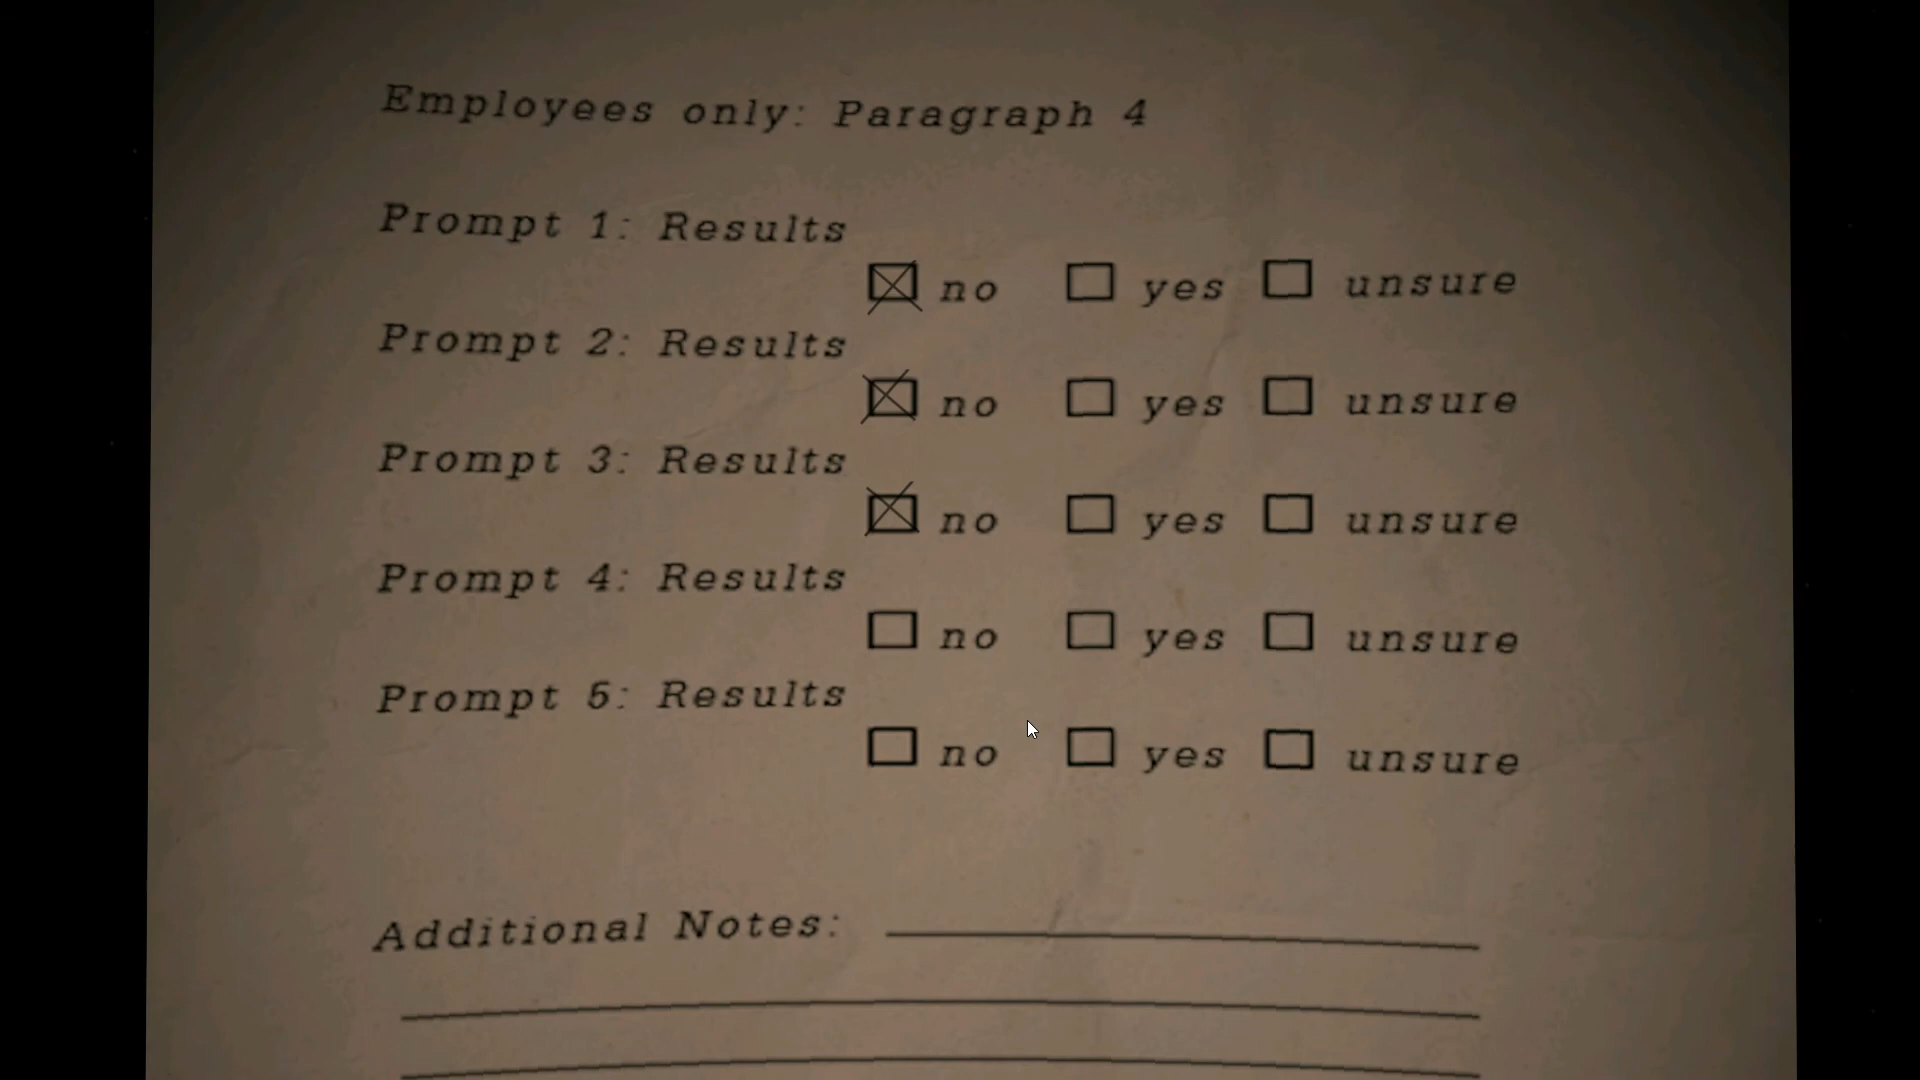 Employees only: Paragraph 4
Prompt 1: Results
no yes unsure
Prompt 2: Results
no yes unsure
Prompt 3: Results
no yes unsure
Prompt 4: Results
no yes unsure
Prompt 5: Results
no yes unsure
Additional Notes: